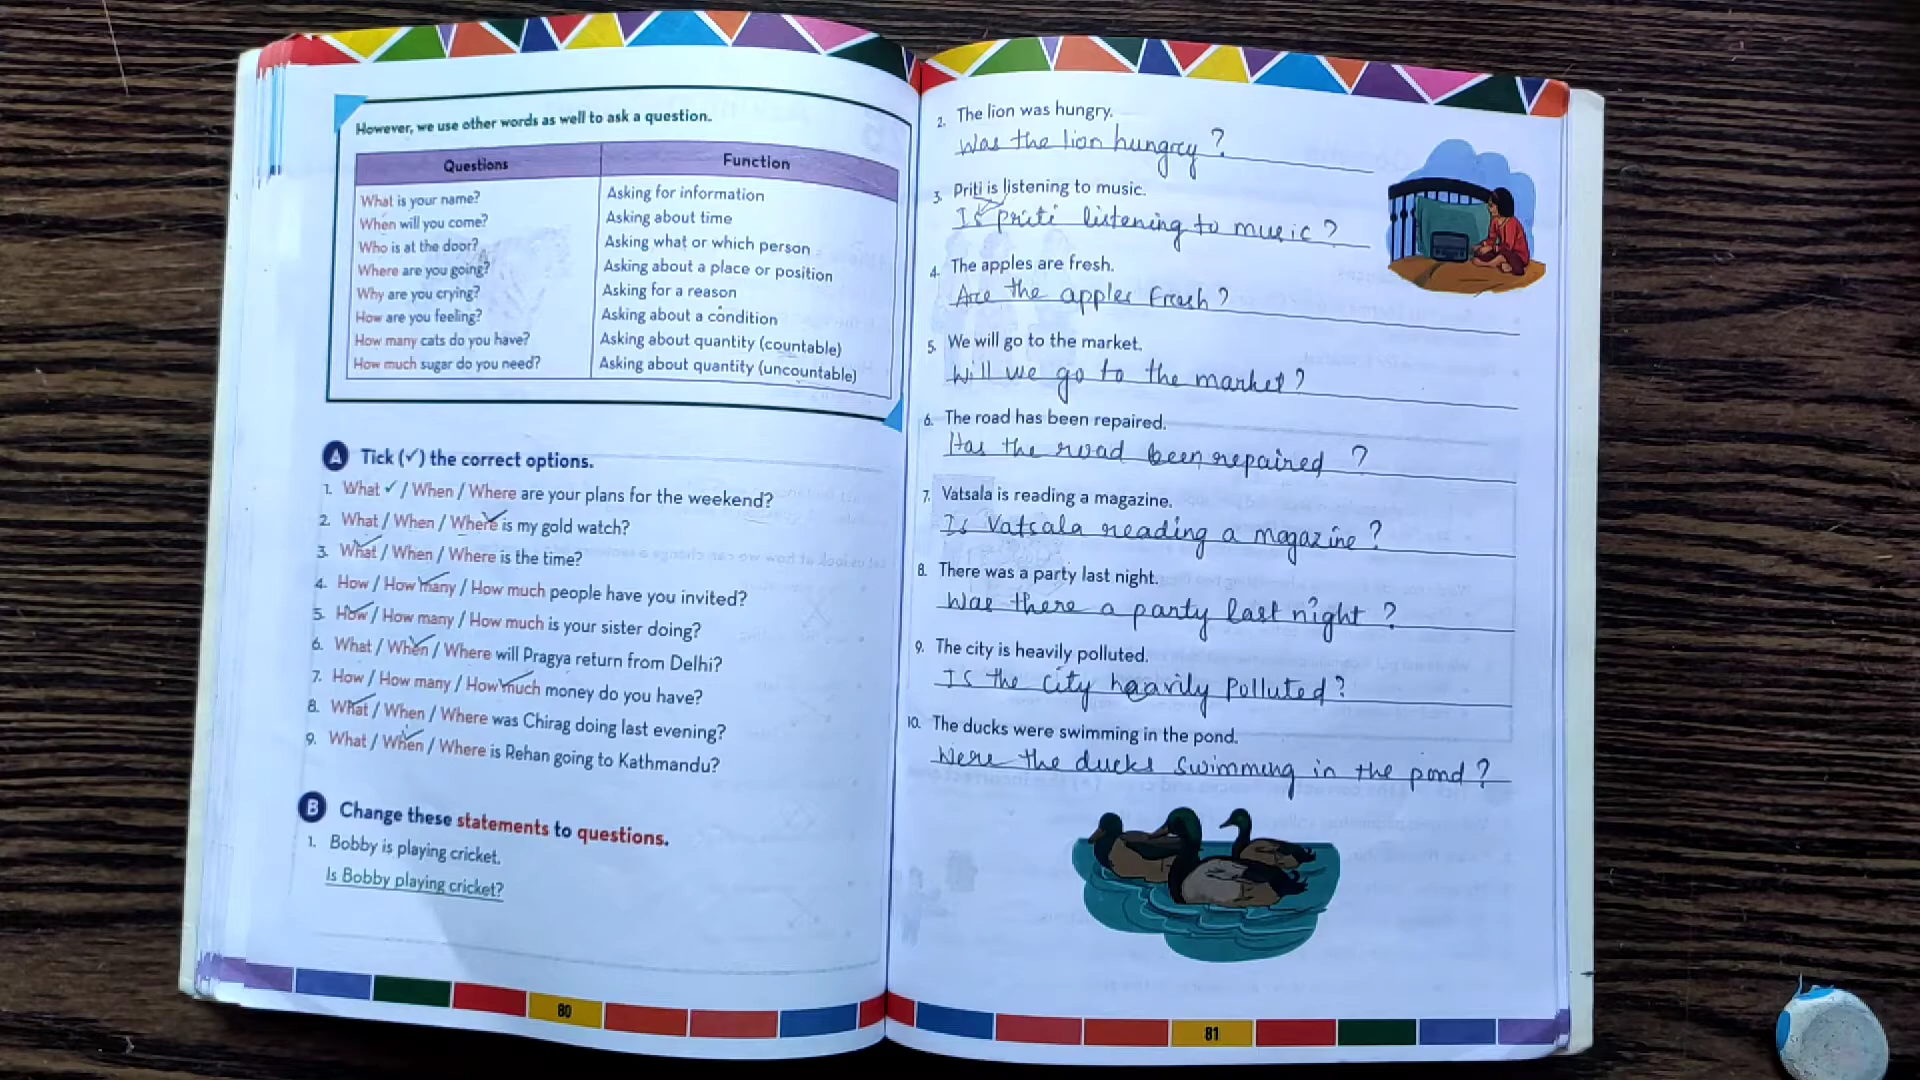 However, we use other words as well to ask a question.
Questions Function
What is your name? Asking for information
When will you come? Asking about time
Who is at the door? Asking what or which person
Where are you going? Asking about a place or position
Why are you crying? Asking for a reason
How are you feeling? Asking about a condition
How many cats do you have? Asking about quantity (countable)
How much sugar do you need? Asking about quantity (uncountable)
A Tick (✓) the correct options.
1. What ✓ / When / Where are your plans for the weekend?
2. What / When / Where is my gold watch?
3. What / When / Where is the time?
4. How / How many / How much people have you invited?
5. How / How many / How much is your sister doing?
6. What / When / Where will Pragya return from Delhi?
7. How / How many / How much money do you have?
8. What / When / Where was Chirag doing last evening?
9. What / When / Where is Rehan going to Kathmandu?
B Change these statements to questions.
1. Bobby is playing cricket.
Is Bobby playing cricket?
80
2. The lion was hungry.
Was the lion hungry?
3. Priti is listening to music.
Is priti listening to music?
4. The apples are fresh.
Are the apples Fresh?
5. We will go to the market.
Will we go to the market?
6. The road has been repaired.
Has the road been repaired ?
7. Vatsala is reading a magazine.
Is Vatsala reading a magazine ?
8. There was a party last night.
Was there a party last night ?
9. The city is heavily polluted.
Is the city heavily Polluted?
10. The ducks were swimming in the pond.
Were the ducks swimming in the pond ?
81